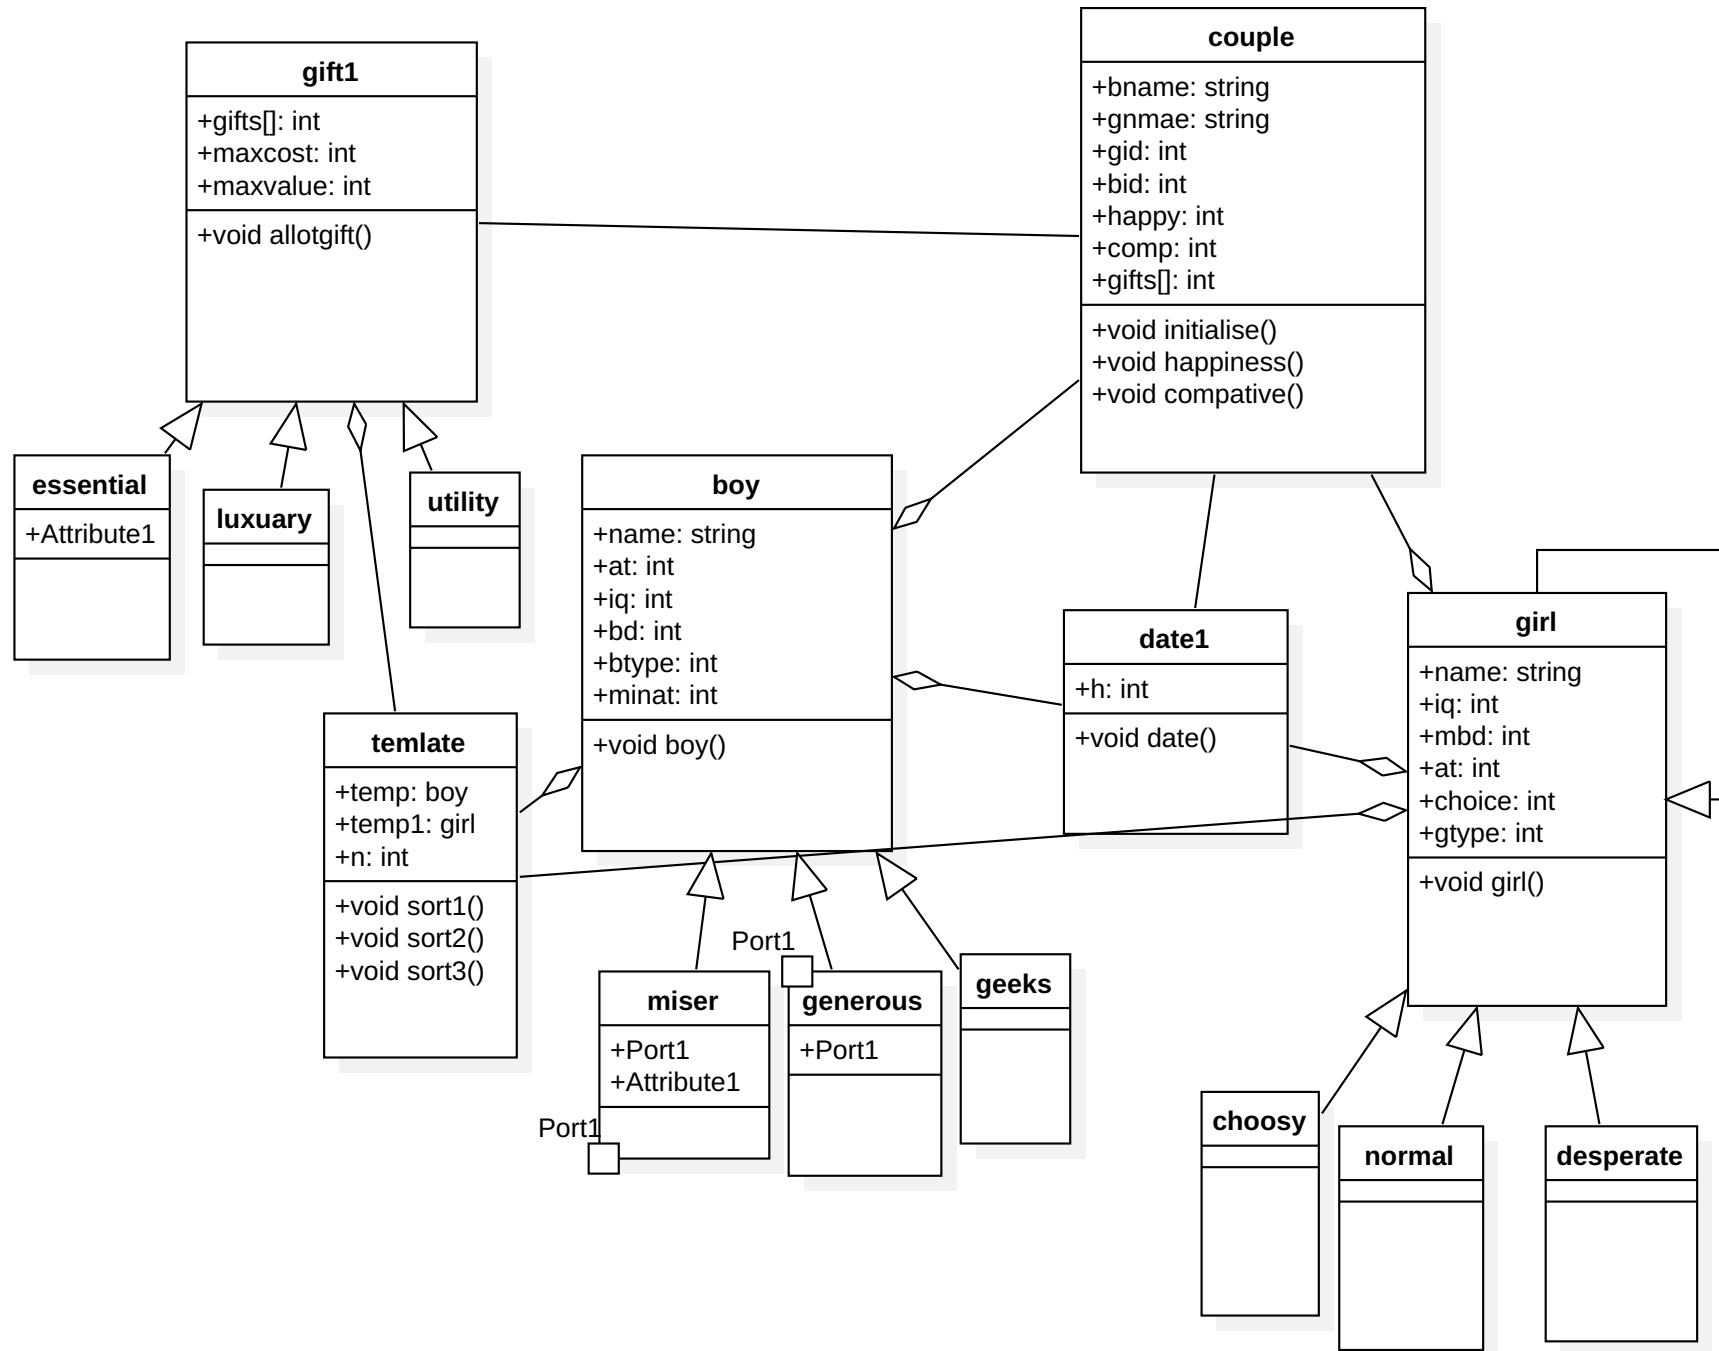 gift1
+gifts[]: int
+maxcost: int
+maxvalue: int
+void allotgift()
couple
+bname: string
+gnmae: string
+gid: int
+bid: int
+happy: int
+comp: int
+gifts[]: int
+void initialise()
+void happiness()
+void compative()
essential
+Attribute1
luxuary
utility
boy
+name: string
+at: int
+iq: int
+bd: int
+btype: int
+minat: int
+void boy()
date1
+h: int
+void date()
girl
+name: string
+iq: int
+mbd: int
+at: int
+choice: int
+gtype: int
+void girl()
temlate
+temp: boy
+temp1: girl
+n: int
+void sort1()
+void sort2()
+void sort3()
Port1
miser
+Port1
+Attribute1
Port1
generous
+Port1
geeks
choosy
normal
desperate